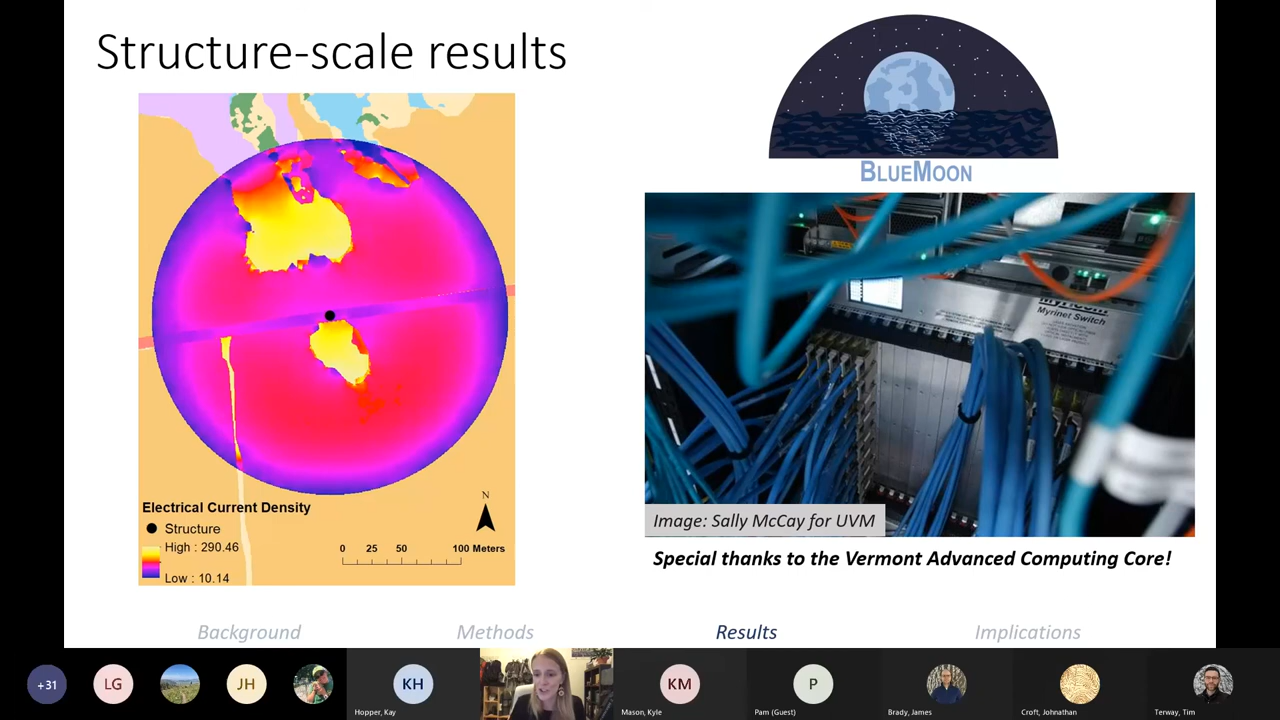 Structure-scale results
BLUEMOON
Myrinet Switch
Electrical Current Density
Structure
High : 290.46
Low : 10.14
N
0 25 50 100 Meters
Image: Sally McCay for UVM
Special thanks to the Vermont Advanced Computing Core!
Background Methods Results Implications
+31 LG JH KH KM P
Hopper, Kay Mason, Kyle Pam (Guest) Brady, James Croft, Johnathan Terway, Tim